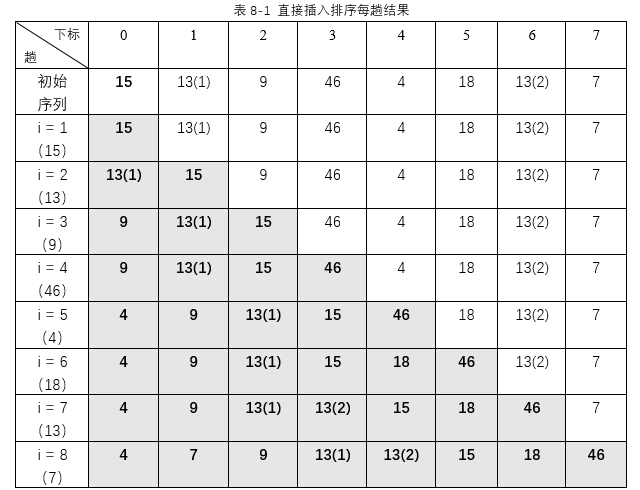 表 8-1 直接插入排序每趟结果
下标 0 1 2 3 4 5 6 7
趟
初始 15 13(1) 9 46 4 18 13(2) 7
序列
i = 1 15 13(1) 9 46 4 18 13(2) 7
(15)
i = 2 13(1) 15 9 46 4 18 13(2) 7
(13)
i = 3 9 13(1) 15 46 4 18 13(2) 7
(9)
i = 4 9 13(1) 15 46 4 18 13(2) 7
(46)
i = 5 4 9 13(1) 15 46 18 13(2) 7
(4)
i = 6 4 9 13(1) 15 18 46 13(2) 7
(18)
i = 7 4 9 13(1) 13(2) 15 18 46 7
(13)
i = 8 4 7 9 13(1) 13(2) 15 18 46
(7)